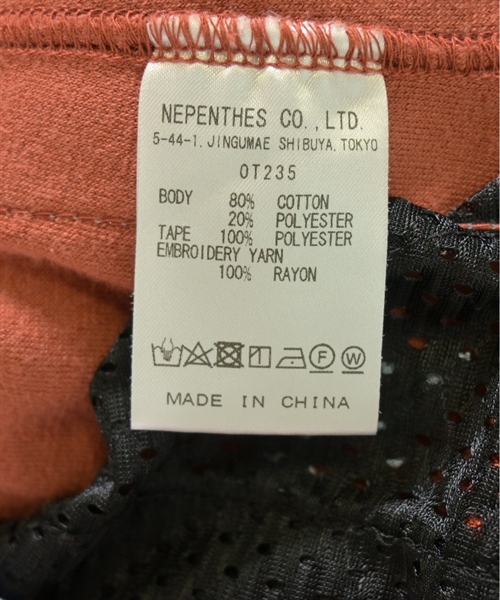 NEPENTHES CO.,LTD.
5-44-1. JINGUMAE SHIBUYA, TOKYO
OT235
BODY 80% COTTON
20% POLYESTER
TAPE 100% POLYESTER
EMBROIDERY YARN
100% RAYON
F W
MADE IN CHINA